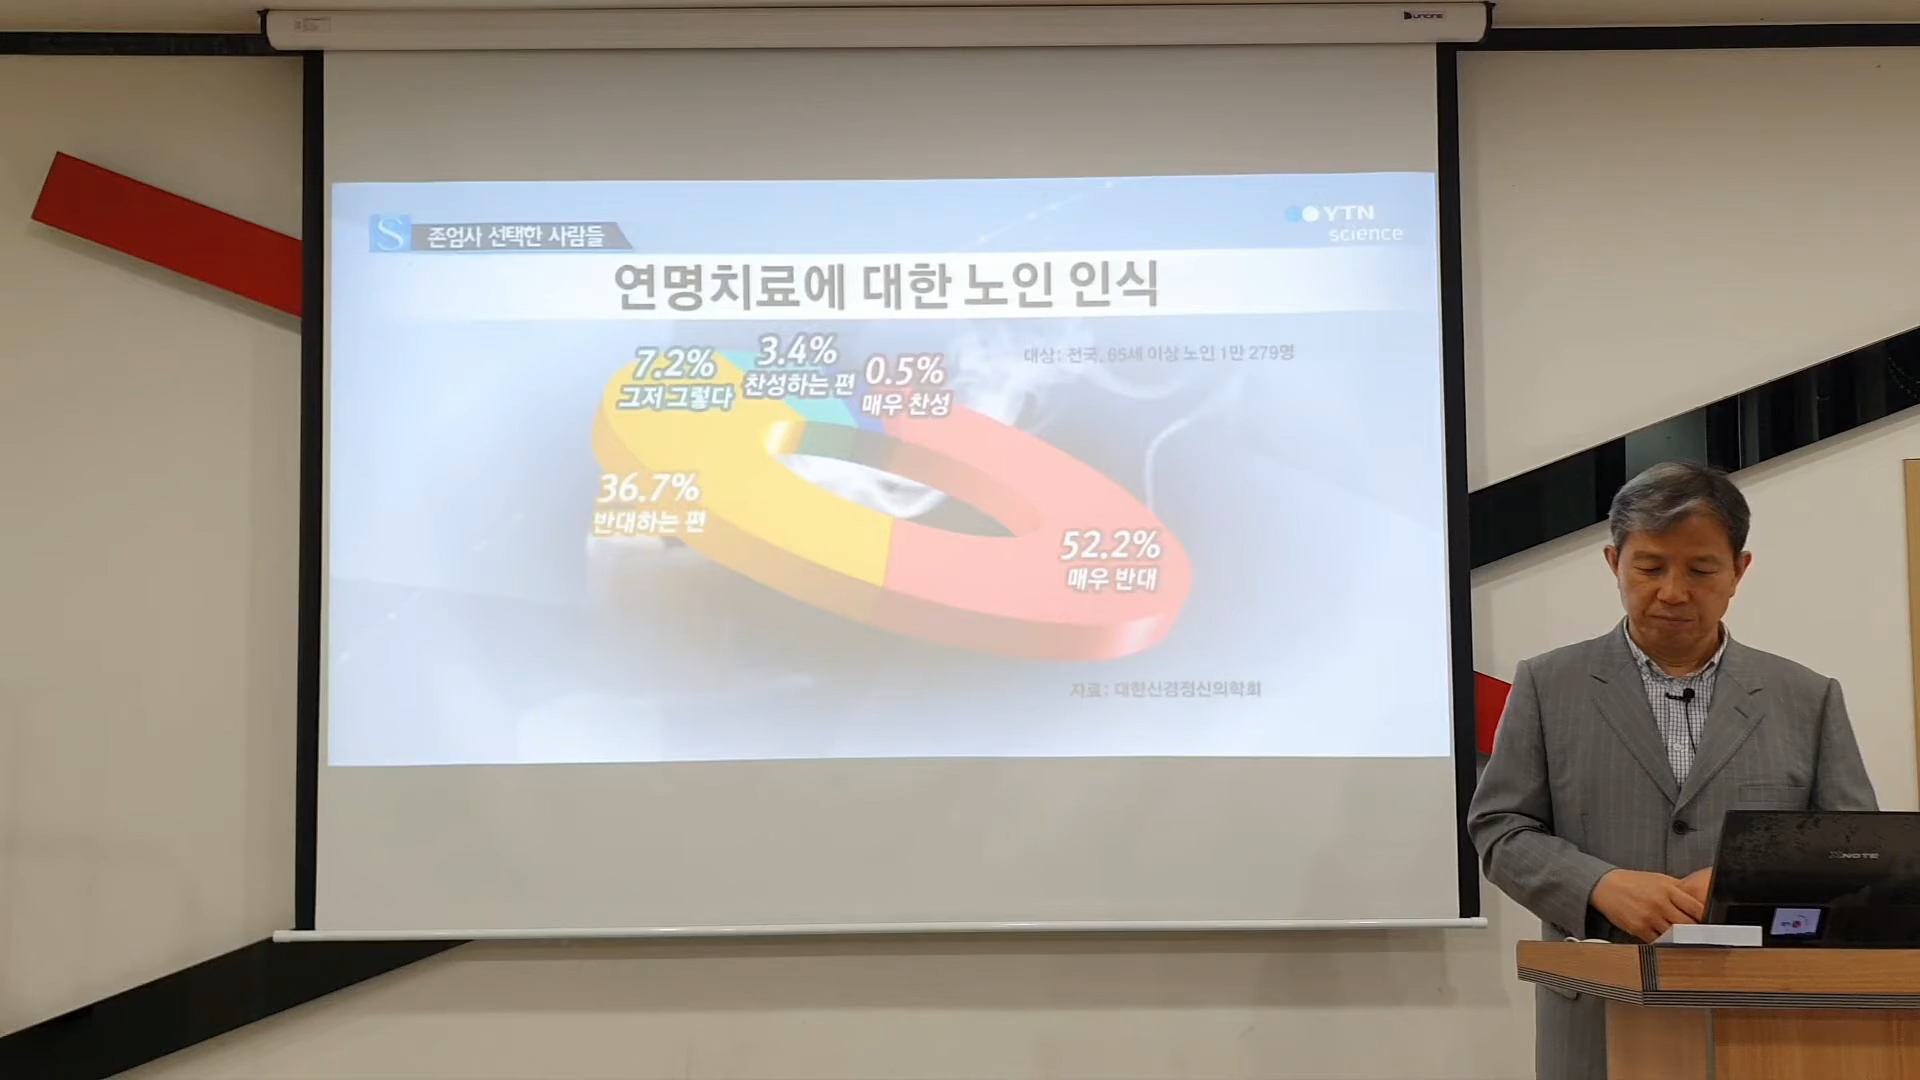 UNIONE
S 존엄사 선택한 사람들
YTN
science
연명치료에 대한 노인 인식
대상: 전국, 65세 이상 노인 1만 279명
7.2%
그저 그렇다
3.4%
찬성하는 편
0.5%
매우 찬성
36.7%
반대하는 편
52.2%
매우 반대
자료: 대한신경정신의학회
XNOTE